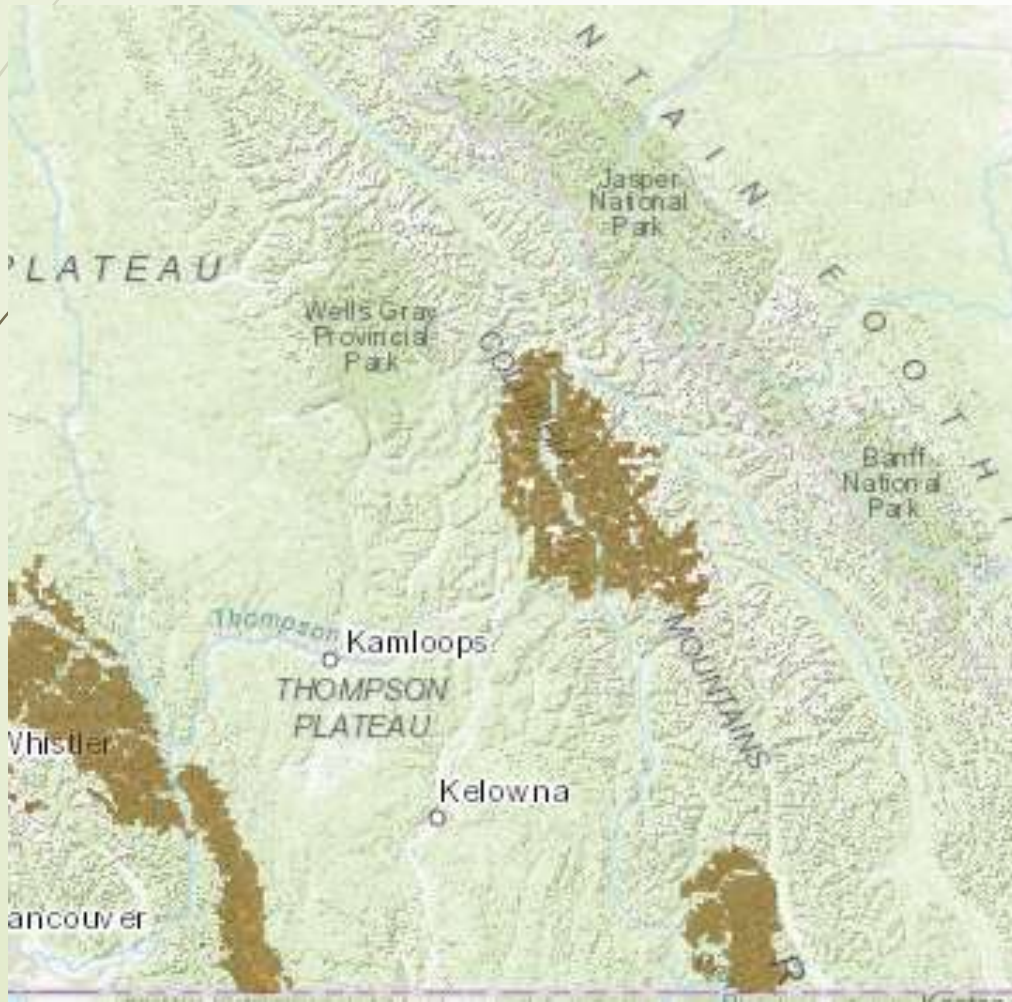 N T A I N F O O T H I
Jasper
National
Park
PLATEAU
Wells Gray
Provincial
Park
Banff
National
Park
Thompson
Kamloops
THOMPSON
PLATEAU
MOUNTAINS
Whistler
Kelowna
ancouver
R